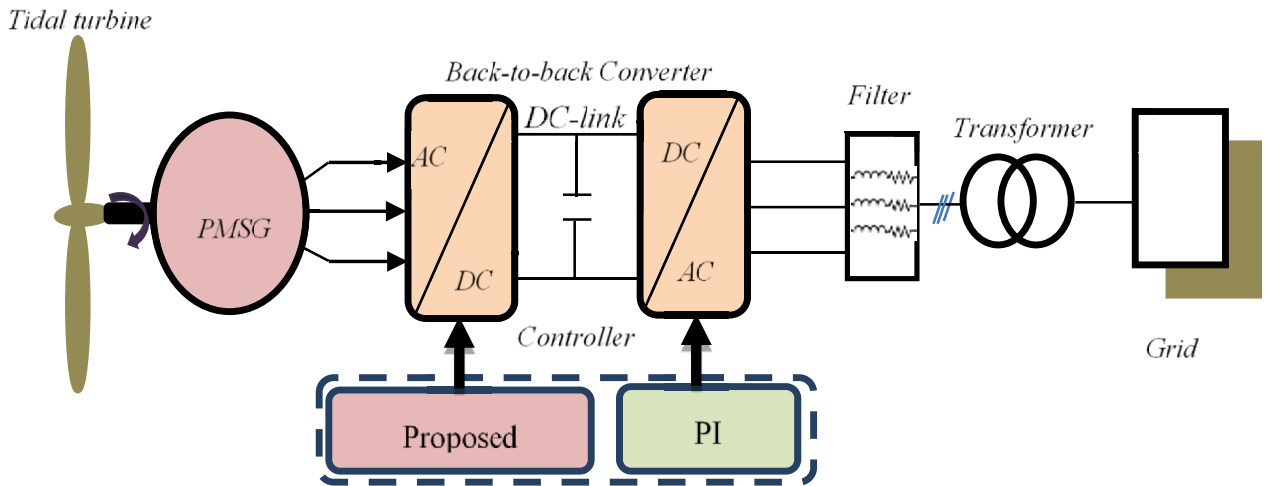 Tidal turbine
Back-to-back Converter
Filter
DC-link
Transformer
AC
DC
PMSG
DC
AC
Controller
Grid
Proposed
PI